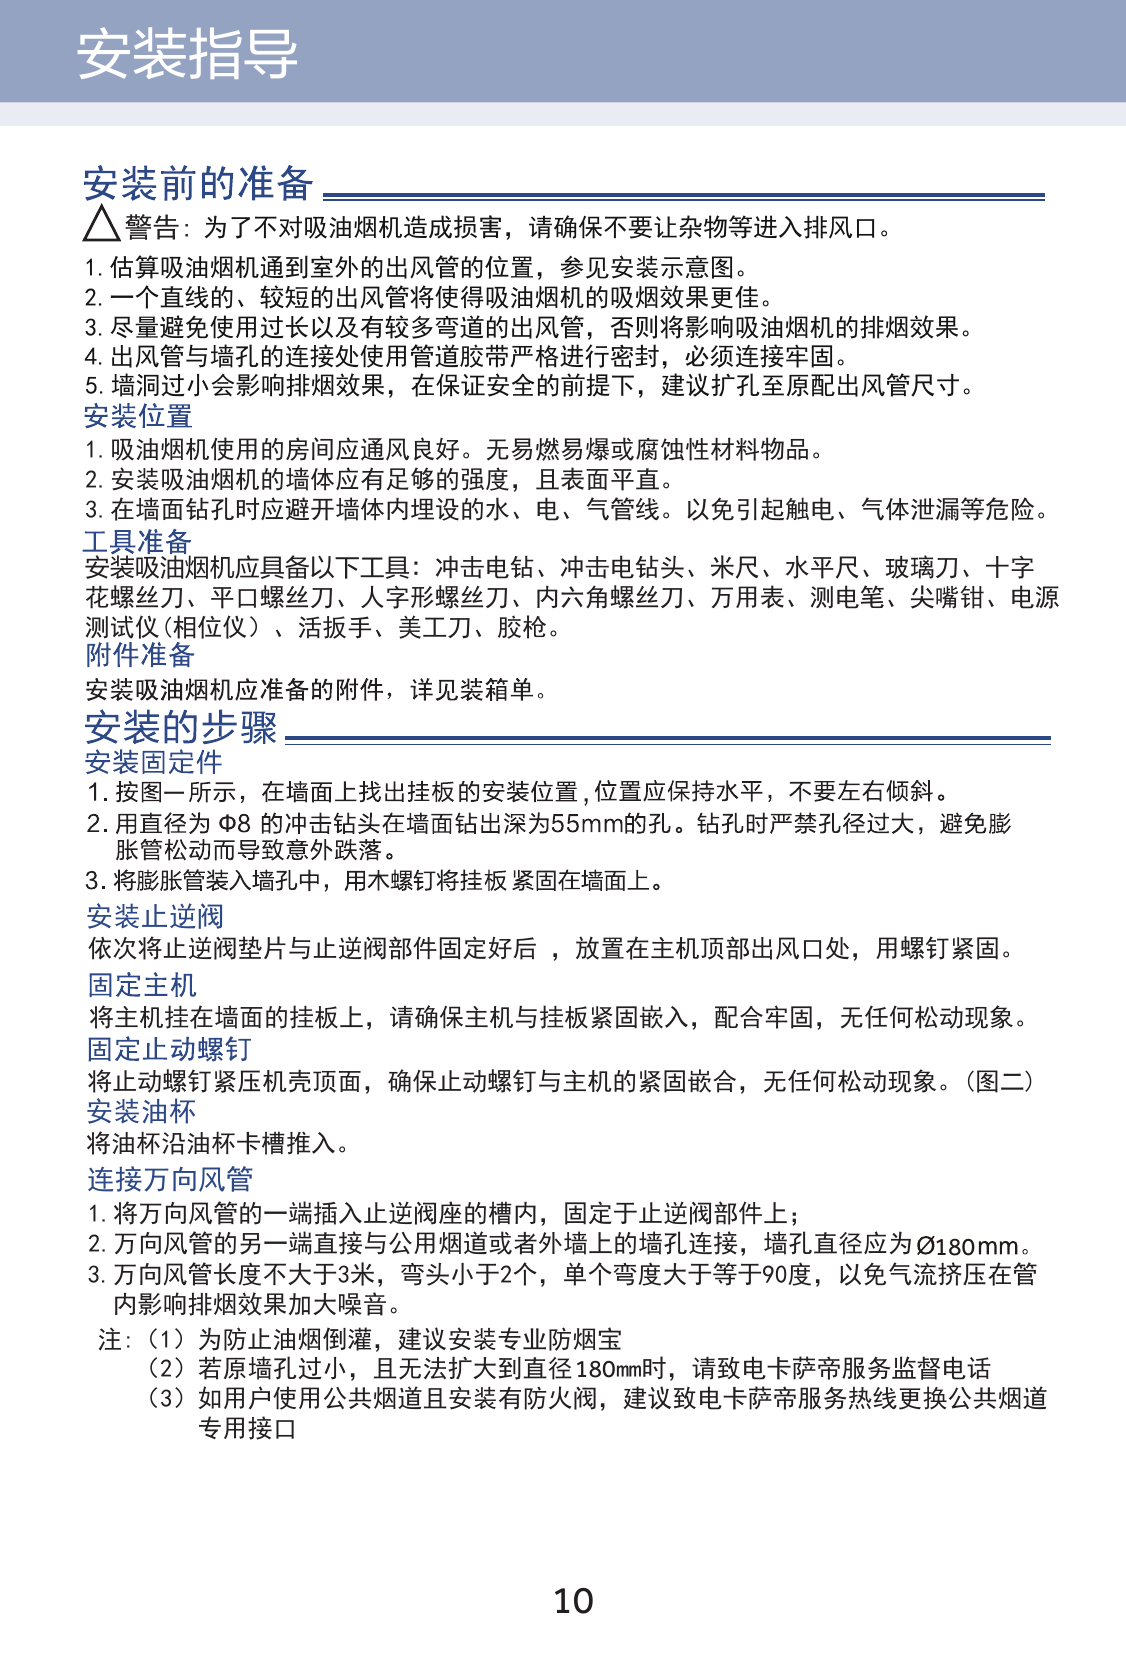 安装指导
安装前的准备
警告：为了不对吸油烟机造成损害，请确保不要让杂物等进入排风口。
1. 估算吸油烟机通到室外的出风管的位置，参见安装示意图。
2. 一个直线的、较短的出风管将使得吸油烟机的吸烟效果更佳。
3. 尽量避免使用过长以及有较多弯道的出风管，否则将影响吸油烟机的排烟效果。
4. 出风管与墙孔的连接处使用管道胶带严格进行密封，必须连接牢固。
5. 墙洞过小会影响排烟效果，在保证安全的前提下，建议扩孔至原配出风管尺寸。
安装位置
1. 吸油烟机使用的房间应通风良好。无易燃易爆或腐蚀性材料物品。
2. 安装吸油烟机的墙体应有足够的强度，且表面平直。
3. 在墙面钻孔时应避开墙体内埋设的水、电、气管线。以免引起触电、气体泄漏等危险。
工具准备
安装吸油烟机应具备以下工具：冲击电钻、冲击电钻头、米尺、水平尺、玻璃刀、十字
花螺丝刀、平口螺丝刀、人字形螺丝刀、内六角螺丝刀、万用表、测电笔、尖嘴钳、电源
测试仪(相位仪）、活扳手、美工刀、胶枪。
附件准备
安装吸油烟机应准备的附件，详见装箱单。
安装的步骤
安装固定件
1. 按图一所示，在墙面上找出挂板的安装位置,位置应保持水平，不要左右倾斜。
2. 用直径为 Φ8 的冲击钻头在墙面钻出深为55mm的孔。钻孔时严禁孔径过大，避免膨
胀管松动而导致意外跌落。
3. 将膨胀管装入墙孔中，用木螺钉将挂板紧固在墙面上。
安装止逆阀
依次将止逆阀垫片与止逆阀部件固定好后 ，放置在主机顶部出风口处，用螺钉紧固。
固定主机
将主机挂在墙面的挂板上，请确保主机与挂板紧固嵌入，配合牢固，无任何松动现象。
固定止动螺钉
将止动螺钉紧压机壳顶面，确保止动螺钉与主机的紧固嵌合，无任何松动现象。（图二）
安装油杯
将油杯沿油杯卡槽推入。
连接万向风管
1. 将万向风管的一端插入止逆阀座的槽内，固定于止逆阀部件上；
2. 万向风管的另一端直接与公用烟道或者外墙上的墙孔连接，墙孔直径应为Ø180mm。
3. 万向风管长度不大于3米，弯头小于2个，单个弯度大于等于90度，以免气流挤压在管
内影响排烟效果加大噪音。
注：（1）为防止油烟倒灌，建议安装专业防烟宝
（2）若原墙孔过小，且无法扩大到直径180mm时，请致电卡萨帝服务监督电话
（3）如用户使用公共烟道且安装有防火阀，建议致电卡萨帝服务热线更换公共烟道
专用接口
10